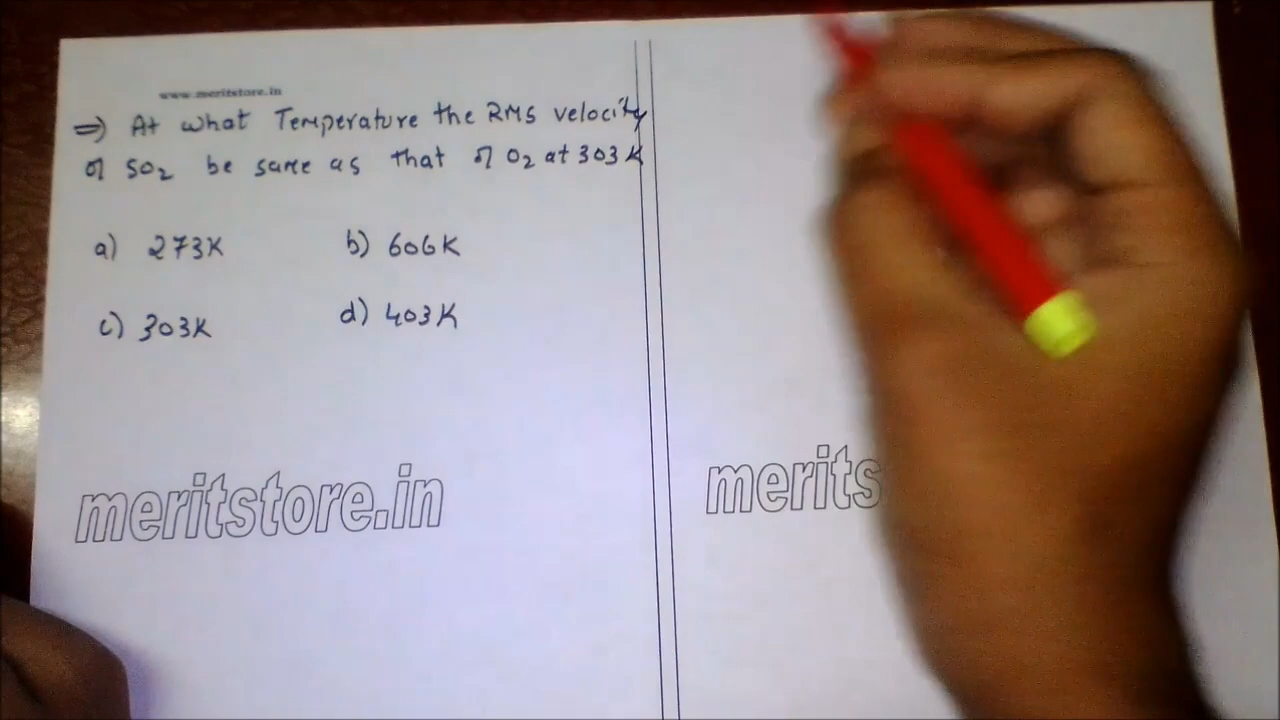 www.meritstore.in
⇒ At what Temperature the RMS velocity
of SO₂ be same as that of O₂ at 303K
a) 273K b) 606K
c) 303K d) 403K
meritstore.in merits